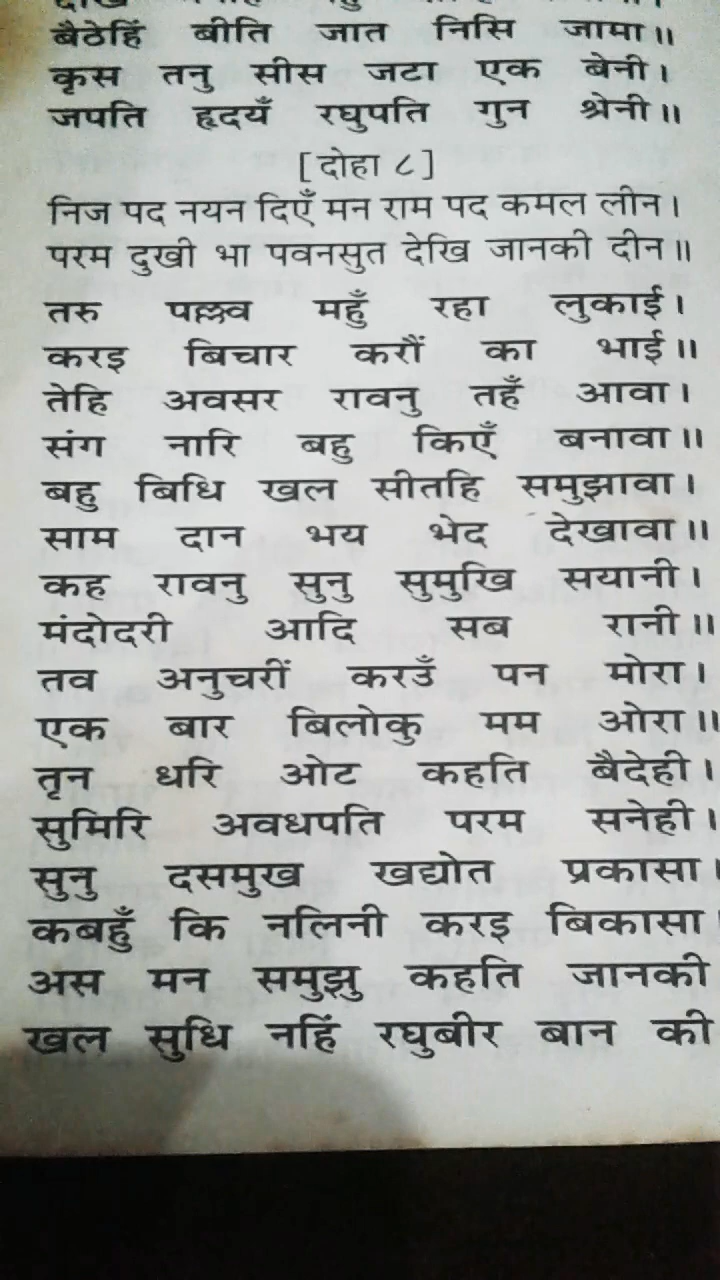 बैठेहिं बीति जात निसि जामा॥
कृस तनु सीस जटा एक बेनी।
जपति हृदयँ रघुपति गुन श्रेनी॥
[दोहा ८]
निज पद नयन दिएँ मन राम पद कमल लीन।
परम दुखी भा पवनसुत देखि जानकी दीन॥
तरु पल्लव महुँ रहा लुकाई।
करइ बिचार करौं का भाई॥
तेहि अवसर रावनु तहँ आवा।
संग नारि बहु किएँ बनावा॥
बहु बिधि खल सीतहि समुझावा।
साम दान भय भेद देखावा॥
कह रावनु सुनु सुमुखि सयानी।
मंदोदरी आदि सब रानी॥
तव अनुचरीं करउँ पन मोरा।
एक बार बिलोकु मम ओरा॥
तृन धरि ओट कहति बैदेही।
सुमिरि अवधपति परम सनेही।
सुनु दसमुख खद्योत प्रकासा।
कबहुँ कि नलिनी करइ बिकासा।
अस मन समुझु कहति जानकी
खल सुधि नहिं रघुबीर बान की